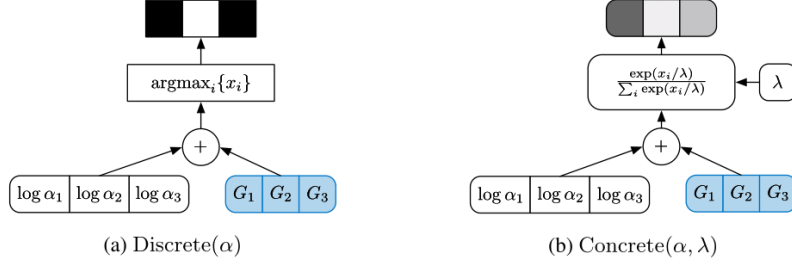 argmaxᵢ{xᵢ}
+
log α₁ log α₂ log α₃ G₁ G₂ G₃
(a) Discrete(α)
exp(xᵢ/λ)
∑ᵢ exp(xᵢ/λ)
λ
+
log α₁ log α₂ log α₃ G₁ G₂ G₃
(b) Concrete(α, λ)